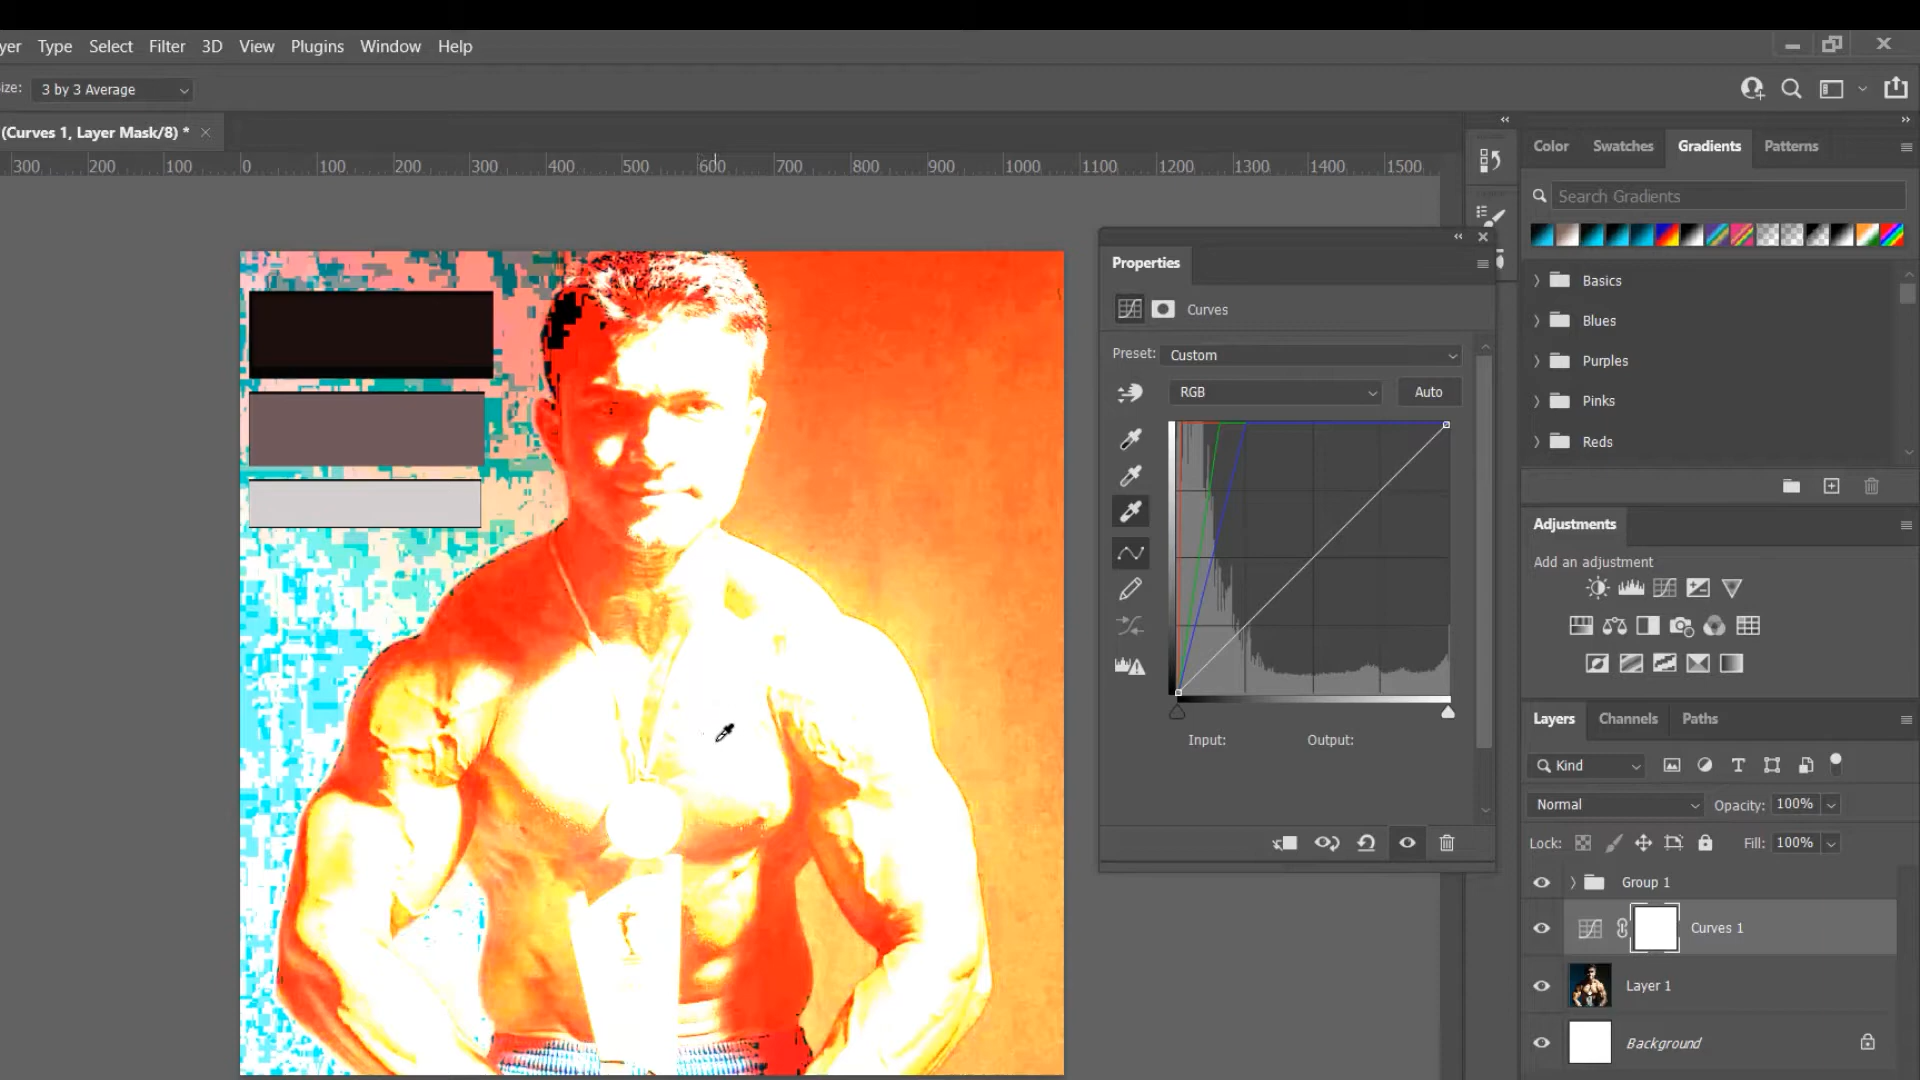 yer Type Select Filter 3D View Plugins Window Help
ize: 3 by 3 Average
(Curves 1, Layer Mask/8) *
300 200 100 0 100 200 300 400 500 600 700 800 900 1000 1100 1200 1300 1400 1500
Properties
Curves
Preset: Custom
RGB Auto
Input: Output:
Color Swatches Gradients Patterns
Search Gradients
Basics
Blues
Purples
Pinks
Reds
Adjustments
Add an adjustment
Layers Channels Paths
Kind
Normal Opacity: 100%
Lock: Fill: 100%
Group 1
Curves 1
Layer 1
Background